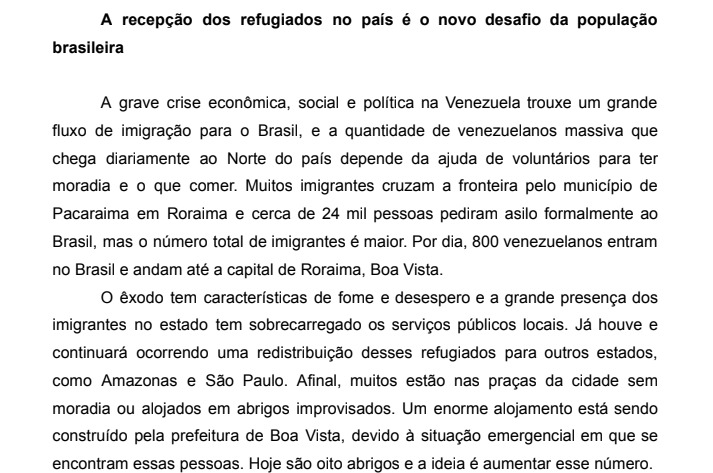 A recepção dos refugiados no país é o novo desafio da população
brasileira
A grave crise econômica, social e política na Venezuela trouxe um grande
fluxo de imigração para o Brasil, e a quantidade de venezuelanos massiva que
chega diariamente ao Norte do país depende da ajuda de voluntários para ter
moradia e o que comer. Muitos imigrantes cruzam a fronteira pelo município de
Pacaraima em Roraima e cerca de 24 mil pessoas pediram asilo formalmente ao
Brasil, mas o número total de imigrantes é maior. Por dia, 800 venezuelanos entram
no Brasil e andam até a capital de Roraima, Boa Vista.
O êxodo tem características de fome e desespero e a grande presença dos
imigrantes no estado tem sobrecarregado os serviços públicos locais. Já houve e
continuará ocorrendo uma redistribuição desses refugiados para outros estados,
como Amazonas e São Paulo. Afinal, muitos estão nas praças da cidade sem
moradia ou alojados em abrigos improvisados. Um enorme alojamento está sendo
construído pela prefeitura de Boa Vista, devido à situação emergencial em que se
encontram essas pessoas. Hoje são oito abrigos e a ideia é aumentar esse número.